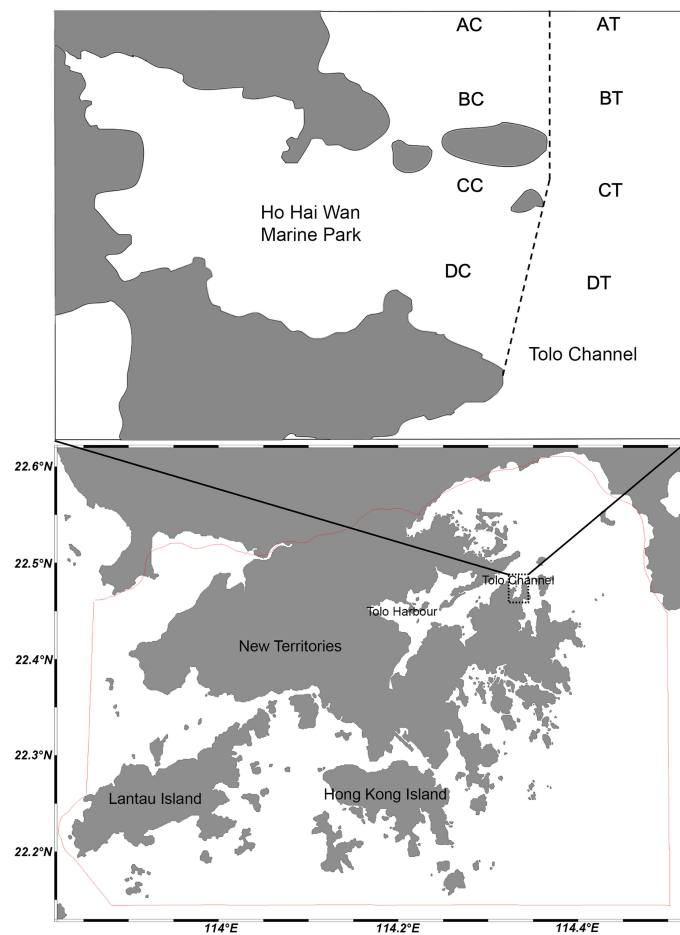 AC AT
BC BT
CC CT
Ho Hai Wan
Marine Park
DC DT
Tolo Channel
22.6°N
22.5°N
Tolo Channel
Tolo Harbour
22.4°N
New Territories
22.3°N
Lantau Island
Hong Kong Island
22.2°N
114°E 114.2°E 114.4°E